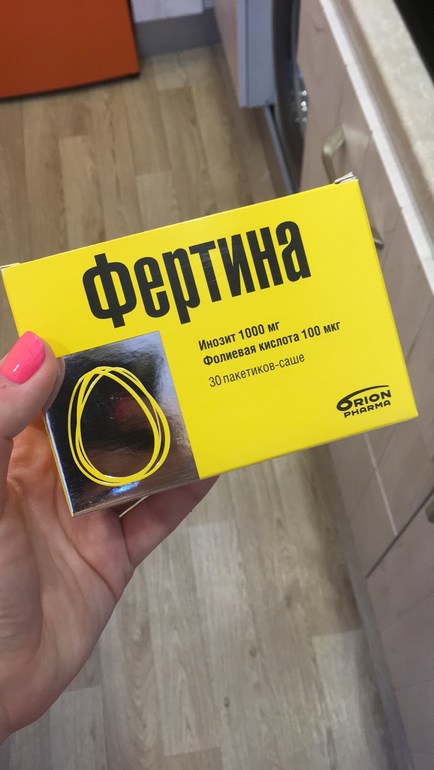 Фертина
Инозит 1000 мг
Фолиевая кислота 100 мкг
30 пакетиков-саше
ORION
PHARMA